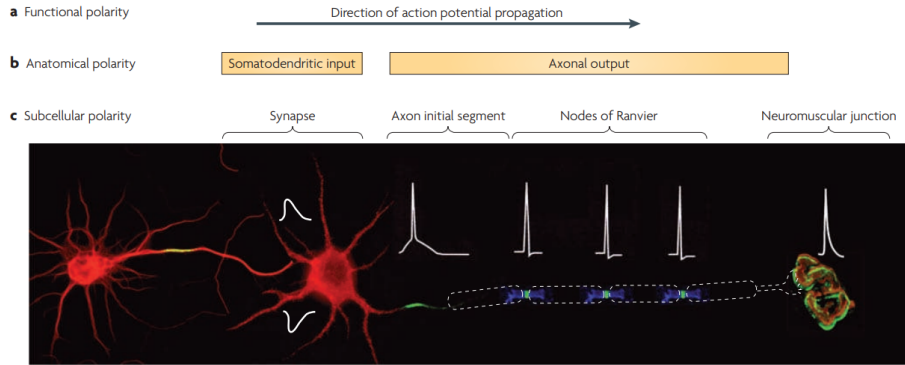 a Functional polarity
Direction of action potential propagation
b Anatomical polarity
Somatodendritic input
Axonal output
c Subcellular polarity
Synapse
Axon initial segment
Nodes of Ranvier
Neuromuscular junction